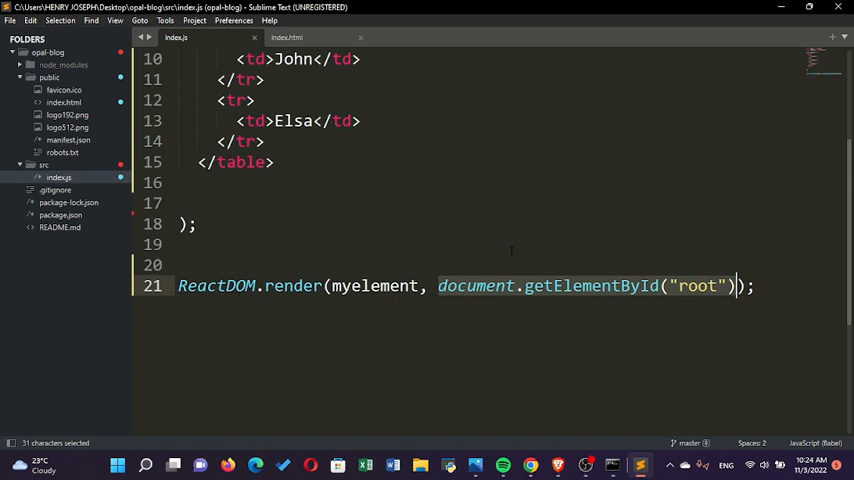 C:\Users\HENRY JOSEPH\Desktop\opal-blog\src\index.js (opal-blog) - Sublime Text (UNREGISTERED)
File Edit Selection Find View Goto Tools Project Preferences Help
FOLDERS
opal-blog
node_modules
public
favicon.ico
index.html
logo192.png
logo512.png
manifest.json
robots.txt
src
index.js
.gitignore
package-lock.json
package.json
README.md
index.js index.html
10 <td>John</td>
11 </tr>
12 <tr>
13 <td>Elsa</td>
14 </tr>
15 </table>
16
17
18 );
19
20
21 ReactDOM.render(myelement, document.getElementById("root"));
31 characters selected master Spaces: 2 JavaScript (Babel)
23°C
Cloudy
ENG
10:24 AM
11/3/2022